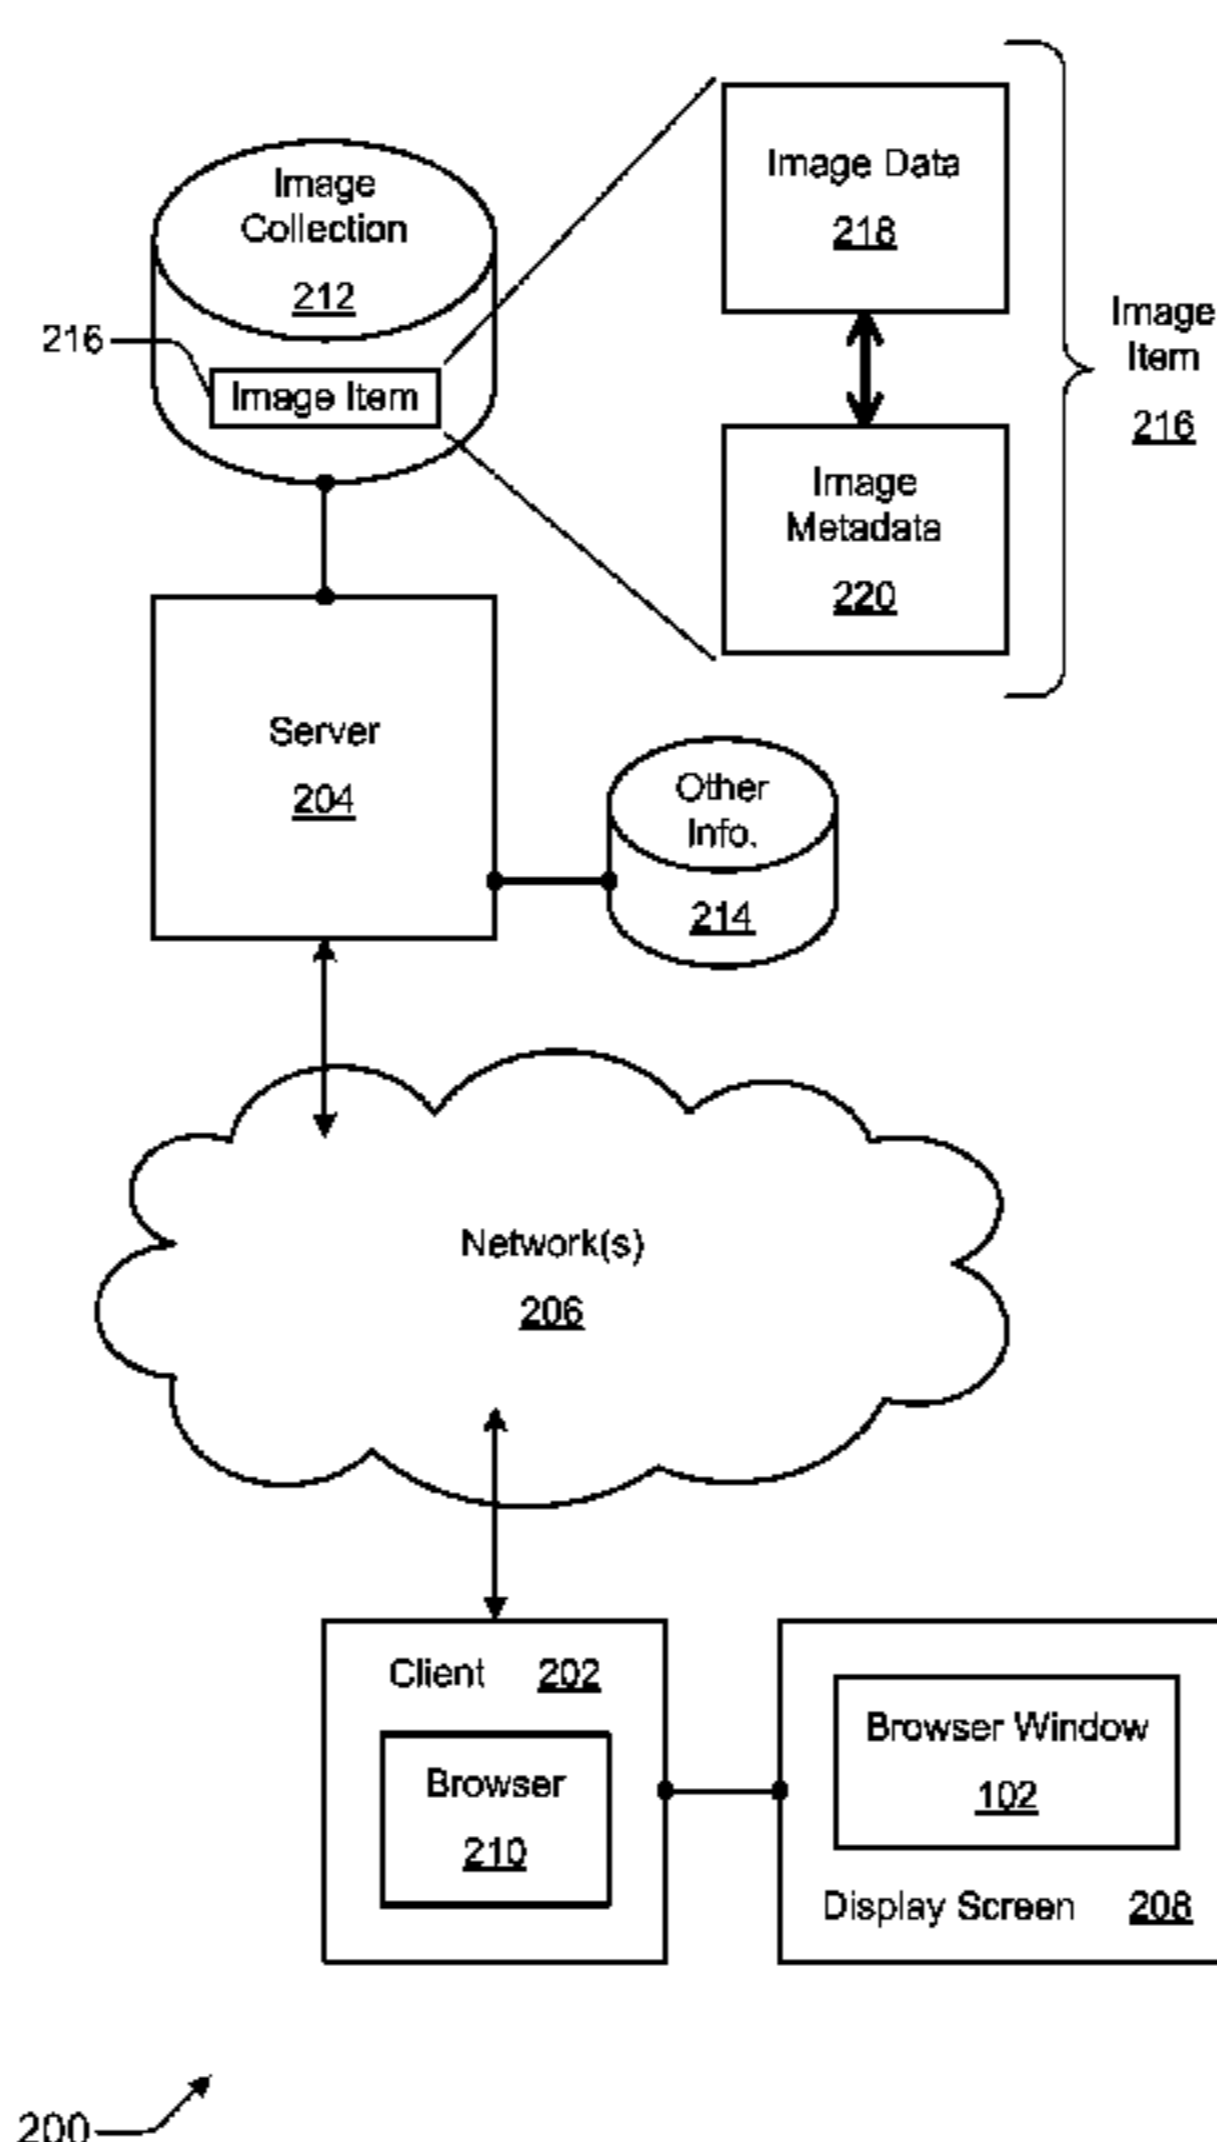 Image
Collection
212
216
Image Item
Image Data
218
Image
Metadata
220
Image
Item
216
Server
204
Other
Info.
214
Network(s)
206
Client 202
Browser
210
Browser Window
102
Display Screen 208
200